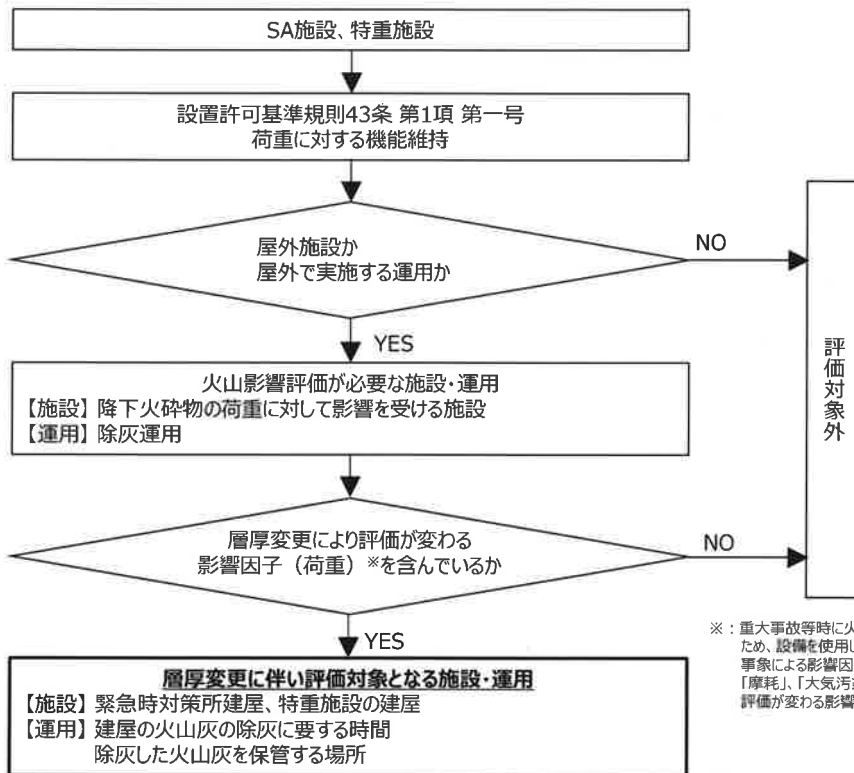 SA施設、特重施設
設置許可基準規則43条 第1項 第一号
荷重に対する機能維持
屋外施設か
屋外で実施する運用か
NO
YES
火山影響評価が必要な施設・運用
【施設】降下火砕物の荷重に対して影響を受ける施設
【運用】除灰運用
層厚変更により評価が変わる
影響因子（荷重）※を含んでいるか
NO
YES
評価対象外
※：重大事故等時に火
ため、設備を使用し
事象による影響因
「摩耗」、「大気汚
評価が変わる影響
層厚変更に伴い評価対象となる施設・運用
【施設】緊急時対策所建屋、特重施設の建屋
【運用】建屋の火山灰の除灰に要する時間
除灰した火山灰を保管する場所